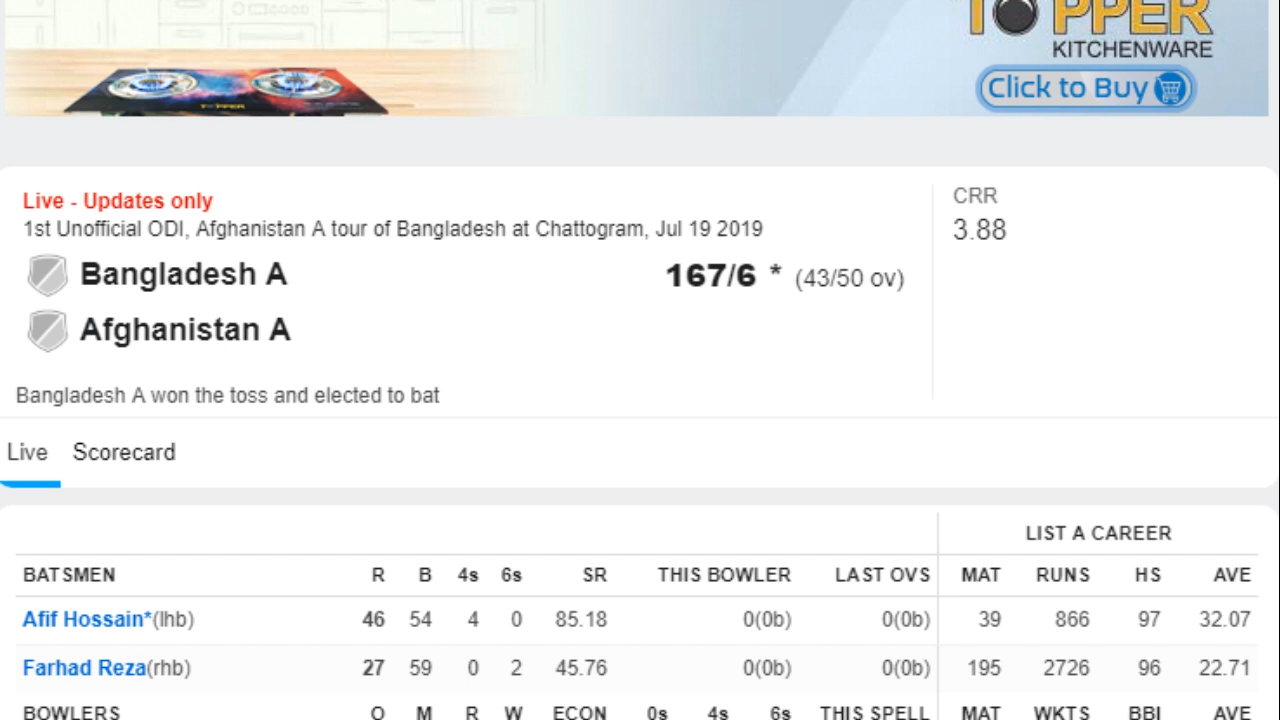 TOPPER
KITCHENWARE
Click to Buy
TOPPER
Live - Updates only
1st Unofficial ODI, Afghanistan A tour of Bangladesh at Chattogram, Jul 19 2019
CRR
3.88
Bangladesh A 167/6 * (43/50 ov)
Afghanistan A
Bangladesh A won the toss and elected to bat
Live Scorecard
LIST A CAREER
BATSMEN R B 4s 6s SR THIS BOWLER LAST OVS MAT RUNS HS AVE
Afif Hossain*(lhb) 46 54 4 0 85.18 0(0b) 0(0b) 39 866 97 32.07
Farhad Reza(rhb) 27 59 0 2 45.76 0(0b) 0(0b) 195 2726 96 22.71
BOWLERS O M R W ECON 0s 4s 6s THIS SPELL MAT WKTS BBI AVE